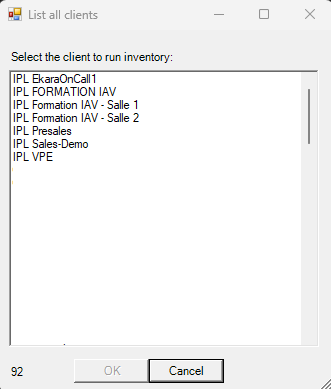 List all clients
Select the client to run inventory:
IPL EkaraOnCall1
IPL FORMATION IAV
IPL Formation IAV - Salle 1
IPL Formation IAV - Salle 2
IPL Presales
IPL Sales-Demo
IPL VPE
92
OK
Cancel